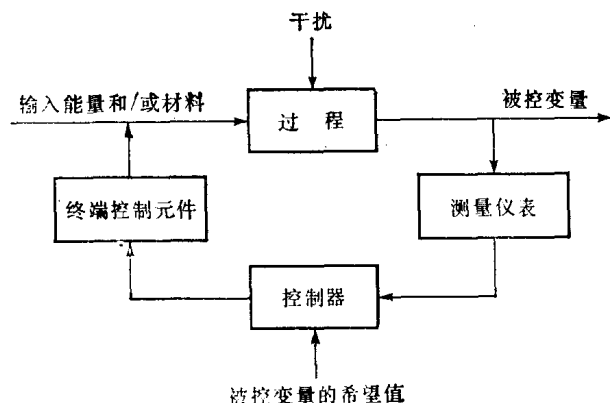 干扰
输入能量和/或材料
过 程
被控变量
终端控制元件
测量仪表
控制器
被控变量的希望值